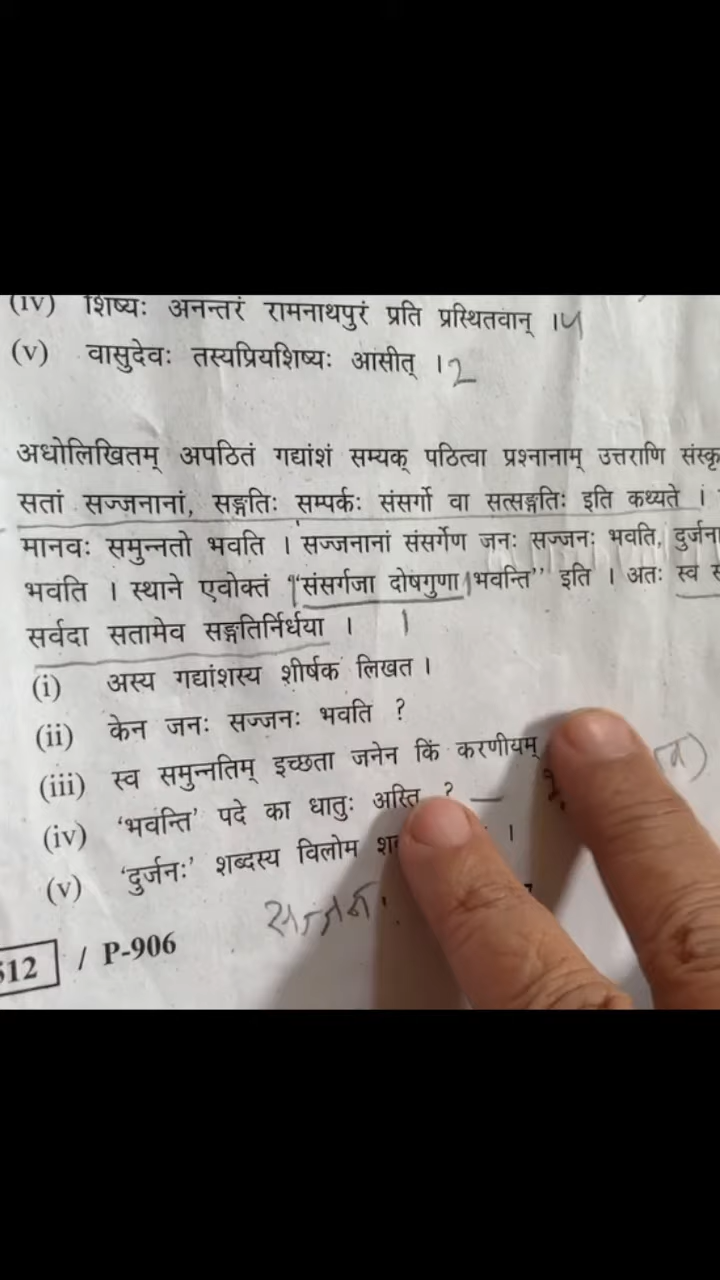 (iv) शिष्यः अनन्तरं रामनाथपुरं प्रति प्रस्थितवान् । 4
(v) वासुदेवः तस्यप्रियशिष्यः आसीत् । 2
अधोलिखितम् अपठितं गद्यांशं सम्यक् पठित्वा प्रश्नानाम् उत्तराणि संस्कृ
सतां सज्जनानां, सङ्गतिः सम्पर्कः संसर्गो वा सत्सङ्गतिः इति कथ्यते ।
मानवः समुन्नतो भवति । सज्जनानां संसर्गेण जनः सज्जनः भवति, दुर्जना
भवति । स्थाने एवोक्तं "संसर्गजा दोषगुणा भवन्ति" इति । अतः स्व स
सर्वदा सतामेव सङ्गतिर्निर्धेया ।
(i) अस्य गद्यांशस्य शीर्षक लिखत ।
(ii) केन जनः सज्जनः भवति ?
(iii) स्व समुन्नतिम् इच्छता जनेन किं करणीयम्
(iv) 'भवन्ति' पदे का धातुः अस्ति ? —
(v) 'दुर्जनः' शब्दस्य विलोम श ।
सज्जनः
512 / P-906